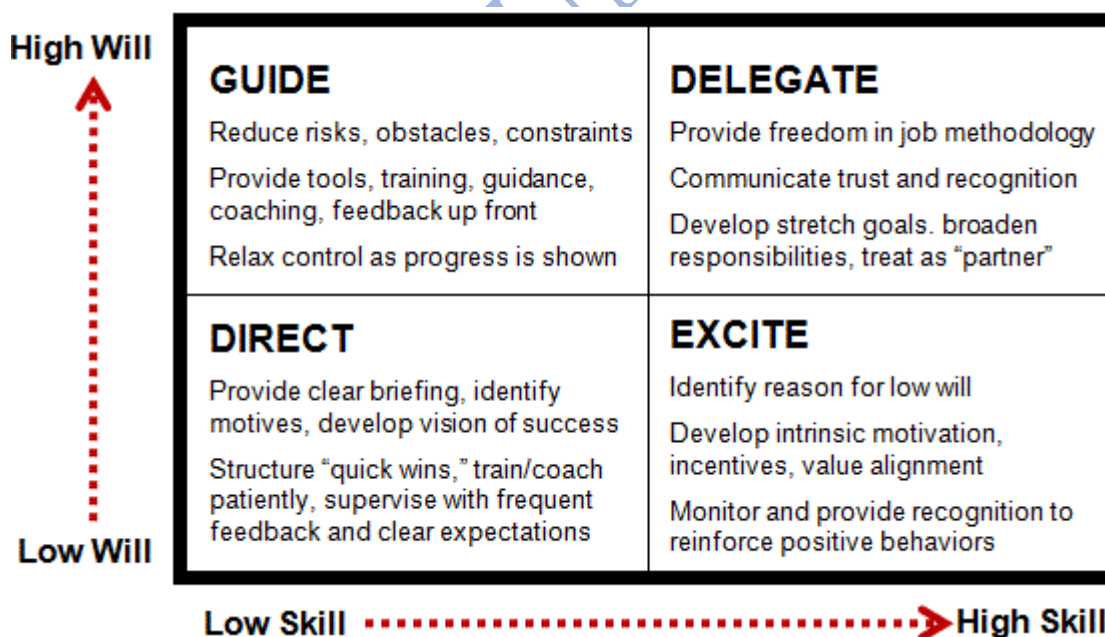 High Will
GUIDE
Reduce risks, obstacles, constraints
Provide tools, training, guidance,
coaching, feedback up front
Relax control as progress is shown
DELEGATE
Provide freedom in job methodology
Communicate trust and recognition
Develop stretch goals. broaden
responsibilities, treat as “partner”
DIRECT
Provide clear briefing, identify
motives, develop vision of success
Structure “quick wins,” train/coach
patiently, supervise with frequent
feedback and clear expectations
EXCITE
Identify reason for low will
Develop intrinsic motivation,
incentives, value alignment
Monitor and provide recognition to
reinforce positive behaviors
Low Will
Low Skill
High Skill